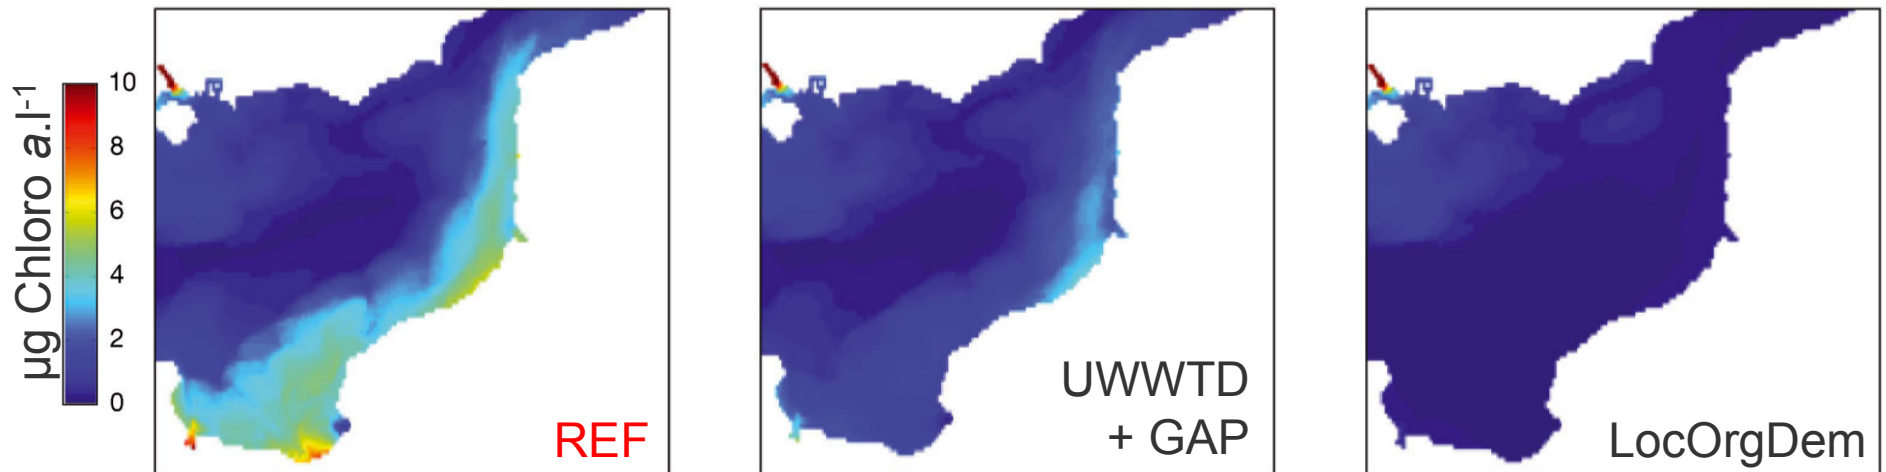 µg Chloro a.l-1
10
8
6
4
2
0
REF
UWWTD
+ GAP
LocOrgDem